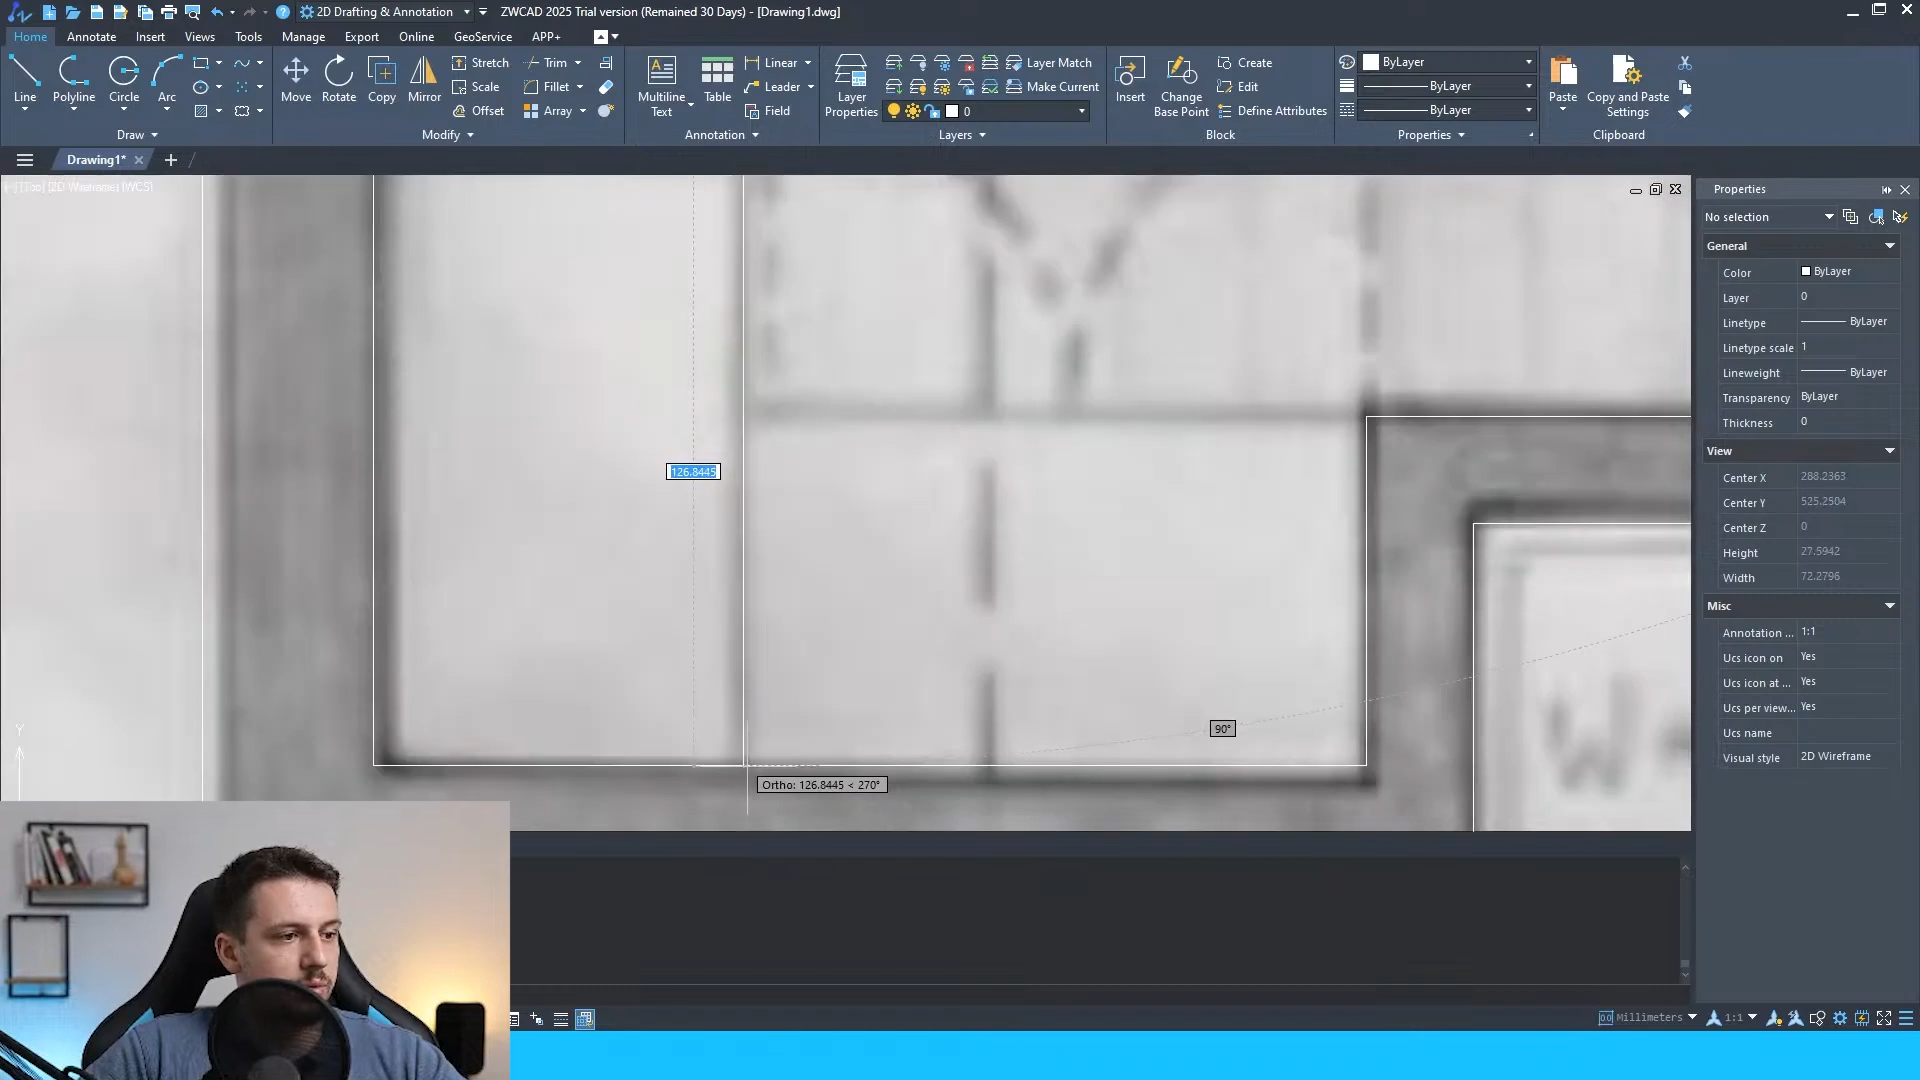 2D Drafting & Annotation
ZWCAD 2025 Trial version (Remained 30 Days) - [Drawing1.dwg]
Home Annotate Insert Views Tools Manage Export Online GeoService APP+
Stretch Trim Linear Layer Match Create ByLayer
Line Polyline Circle Arc Move Rotate Copy Mirror Scale Fillet Multiline Text Table Leader Layer Properties Make Current Insert Change Base Point Edit ByLayer Paste Copy and Paste Settings
Offset Array Field 0 Define Attributes ByLayer
Draw Modify Annotation Layers Block Properties Clipboard
Drawing1*
[-] [Top] [2D Wireframe] [WCS]
Properties
No selection
General
Color ByLayer
Layer 0
Linetype ByLayer
Linetype scale 1
Lineweight ByLayer
Transparency ByLayer
Thickness 0
View
Center X 288.2363
Center Y 525.2504
Center Z 0
Height 27.5942
Width 72.2796
Misc
Annotation ... 1:1
Ucs icon on Yes
Ucs icon at ... Yes
Ucs per view... Yes
Ucs name
Visual style 2D Wireframe
126.8445
90°
Ortho: 126.8445 < 270°
Y
Millimeters 1:1